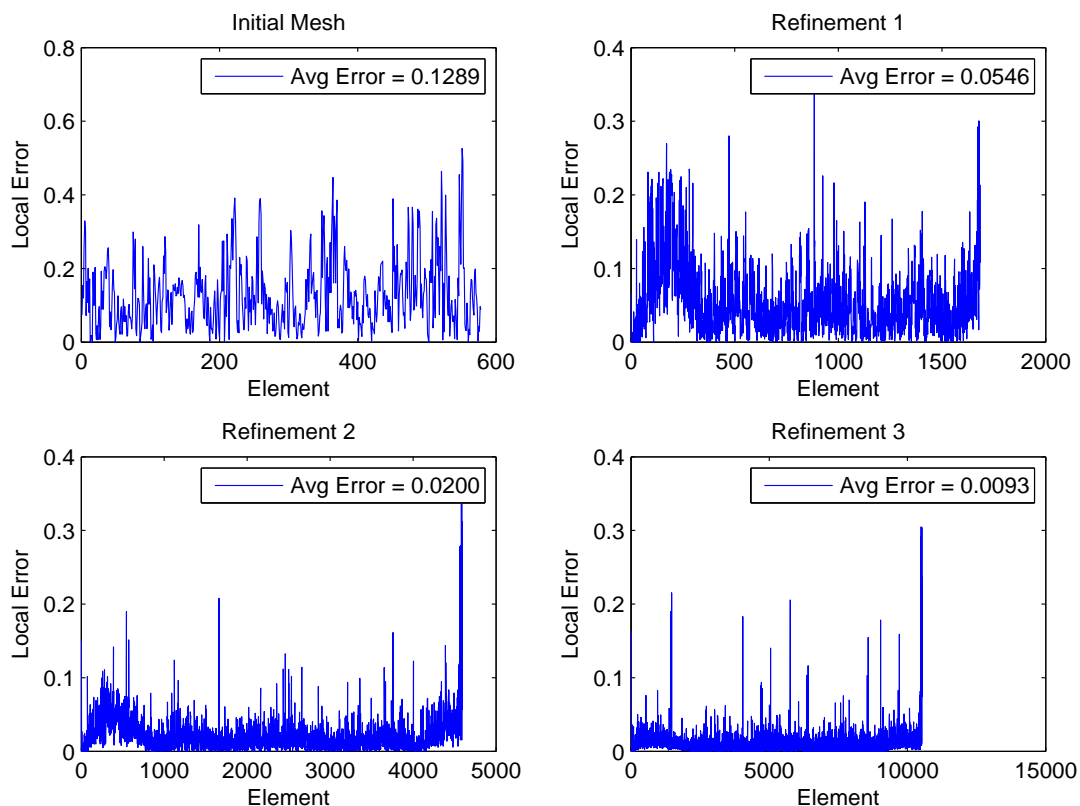 Initial Mesh
0.8
0.6
0.4
0.2
0
Local Error
Avg Error = 0.1289
0 200 400 600
Element
Refinement 1
0.4
0.3
0.2
0.1
0
Local Error
Avg Error = 0.0546
0 500 1000 1500 2000
Element
Refinement 2
0.4
0.3
0.2
0.1
0
Local Error
Avg Error = 0.0200
0 1000 2000 3000 4000 5000
Element
Refinement 3
0.4
0.3
0.2
0.1
0
Local Error
Avg Error = 0.0093
0 5000 10000 15000
Element